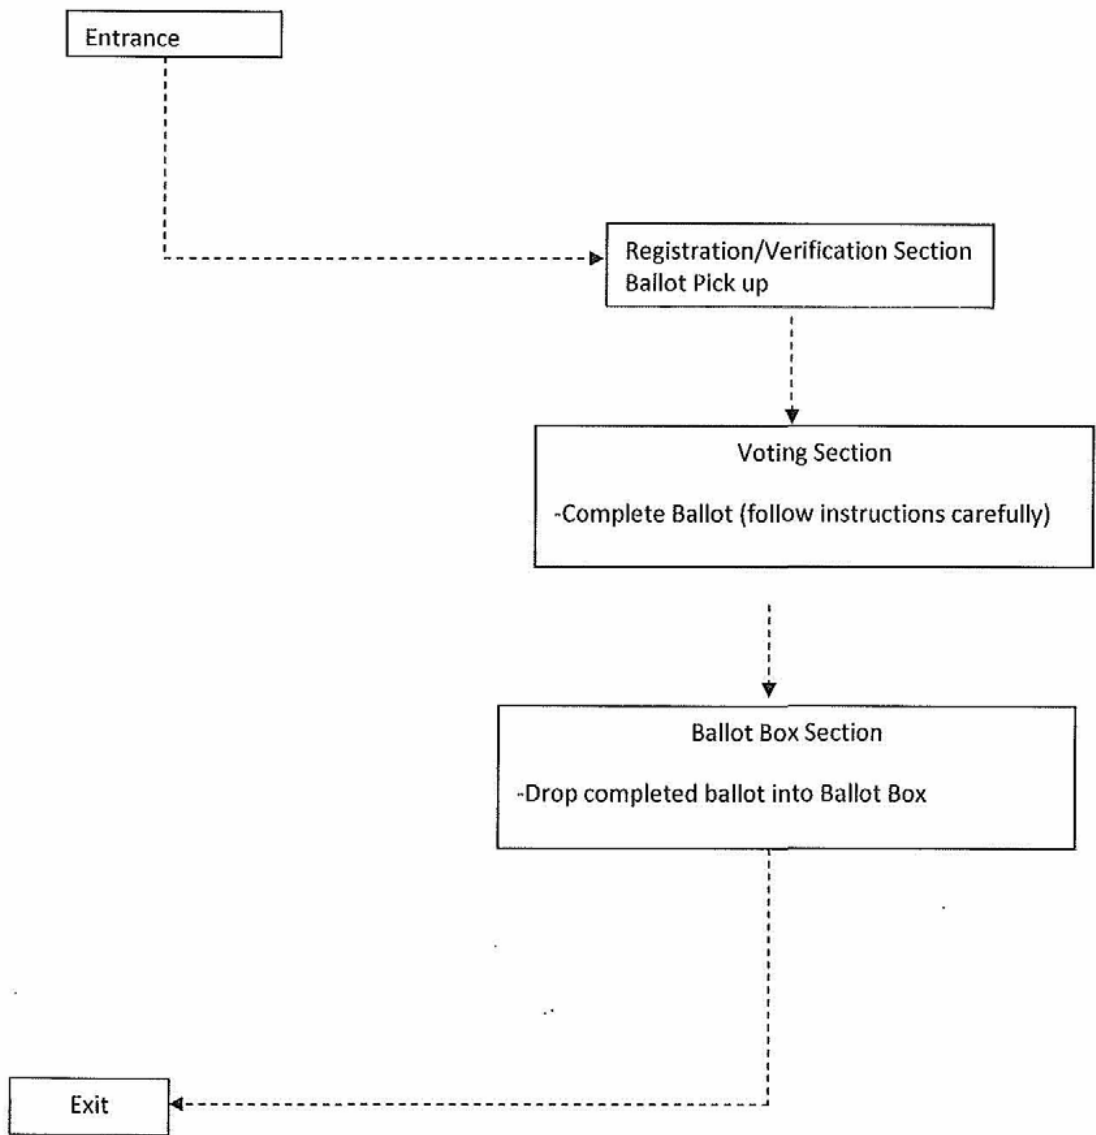 Entrance
Registration/Verification Section
Ballot Pick up
Voting Section
-Complete Ballot (follow instructions carefully)
Ballot Box Section
-Drop completed ballot into Ballot Box
Exit